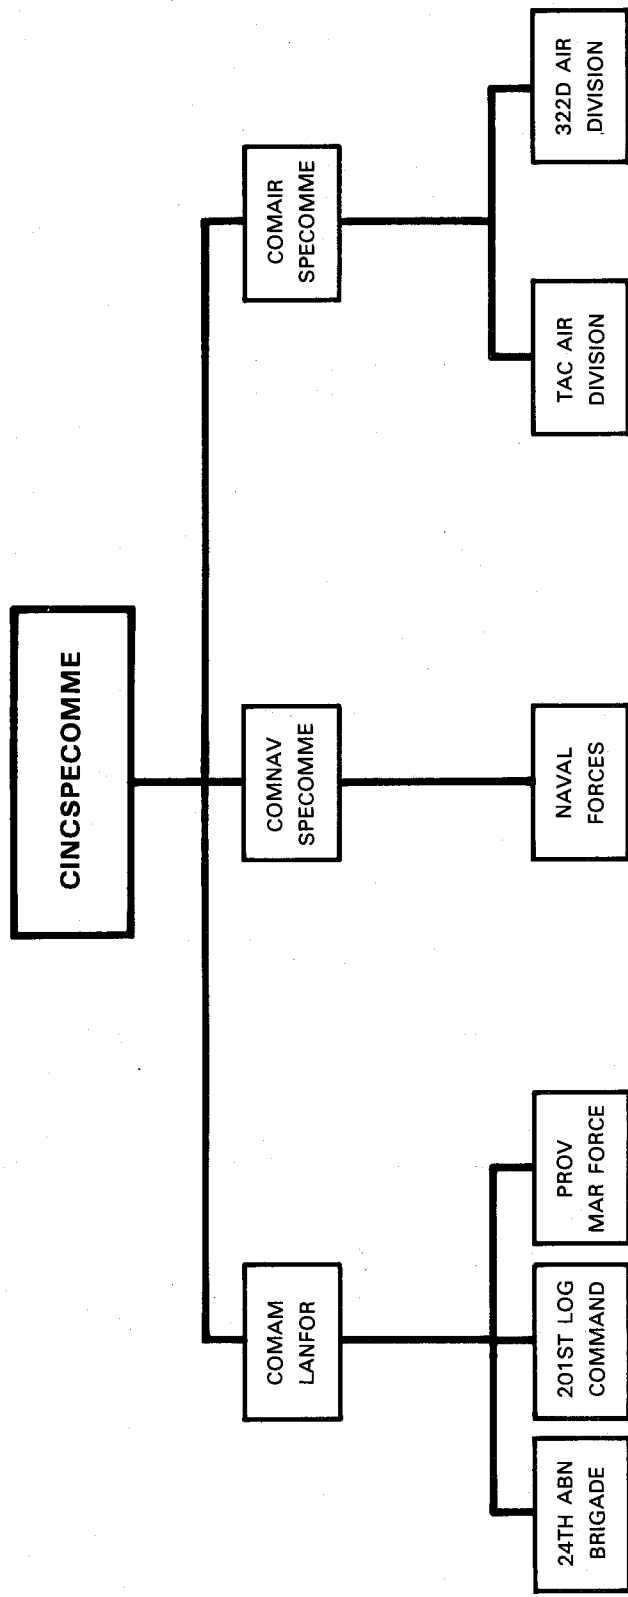 CINCSPECOMME
COMAM
LANFOR
COMNAV
SPECOMME
COMAIR
SPECOMME
24TH ABN
BRIGADE
201ST LOG
COMMAND
PROV
MAR FORCE
NAVAL
FORCES
TAC AIR
DIVISION
322D AIR
DIVISION